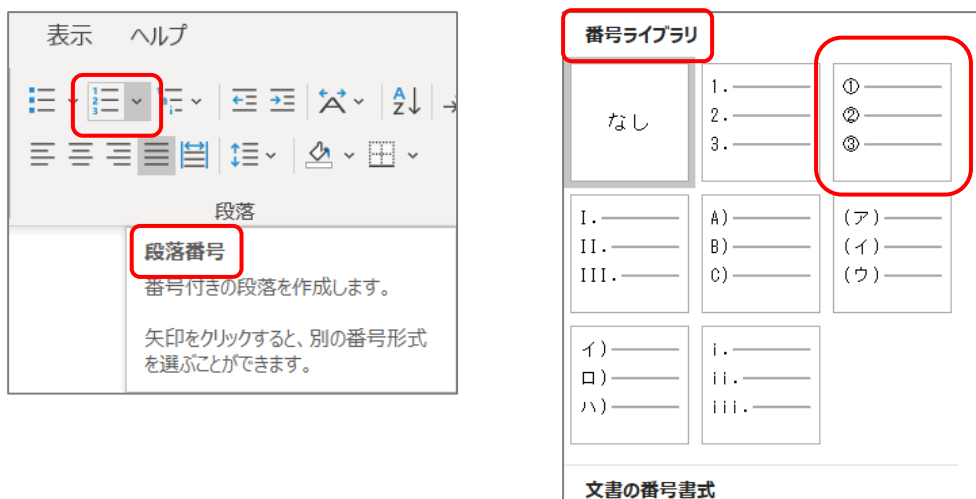 表示 ヘルプ
段落
段落番号
番号付きの段落を作成します。
矢印をクリックすると、別の番号形式
を選ぶことができます。
番号ライブラリ
なし
1.
2.
3.
①
②
③
I.
II.
III.
A)
B)
C)
(ア)
(イ)
(ウ)
イ)
ロ)
ハ)
i.
ii.
iii.
文書の番号書式